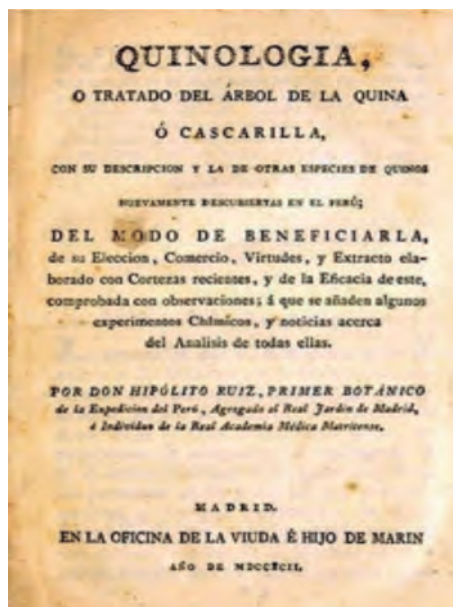 QUINOLOGIA,
O TRATADO DEL ÁRBOL DE LA QUINA
Ó CASCARILLA,
CON SU DESCRIPCION Y LA DE OTRAS ESPECIES DE QUINOS
NUEVAMENTE DESCUBIERTAS EN EL PERÚ;
DEL MODO DE BENEFICIARLA,
de su Eleccion, Comercio, Virtudes, y Extracto ela-
borado con Cortezas recientes, y de la Eficacia de este,
comprobada con observaciones; á que se añaden algunos
experimentos Chîmicos, y noticias acerca
del Analisis de todas ellas.
POR DON HIPÓLITO RUIZ, PRIMER BOTÁNICO
de la Expedicion del Perú, Agregado al Real Jardin de Madrid,
é Individuo de la Real Academia Médica Matritense.
MADRID.
EN LA OFICINA DE LA VIUDA É HIJO DE MARIN
AÑO DE MDCCXCII.